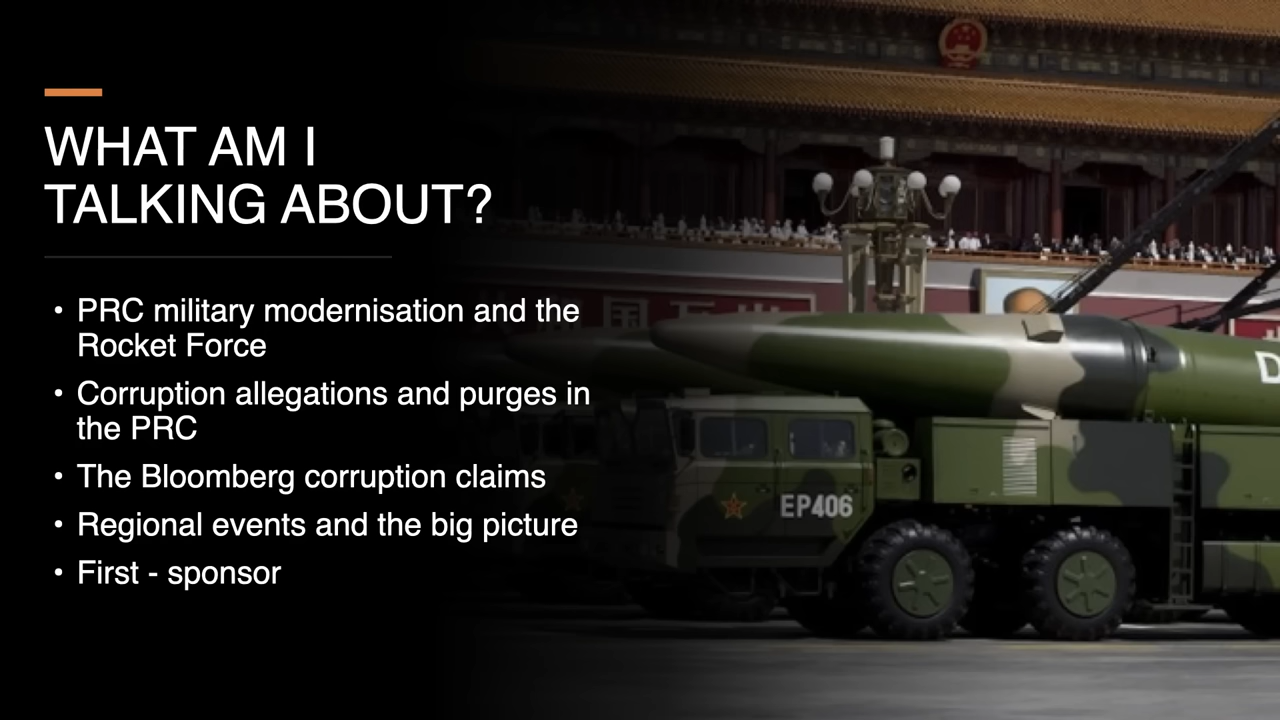 WHAT AM I
TALKING ABOUT?
• PRC military modernisation and the
Rocket Force
• Corruption allegations and purges in
the PRC
• The Bloomberg corruption claims
• Regional events and the big picture
• First - sponsor
国
D
EP406